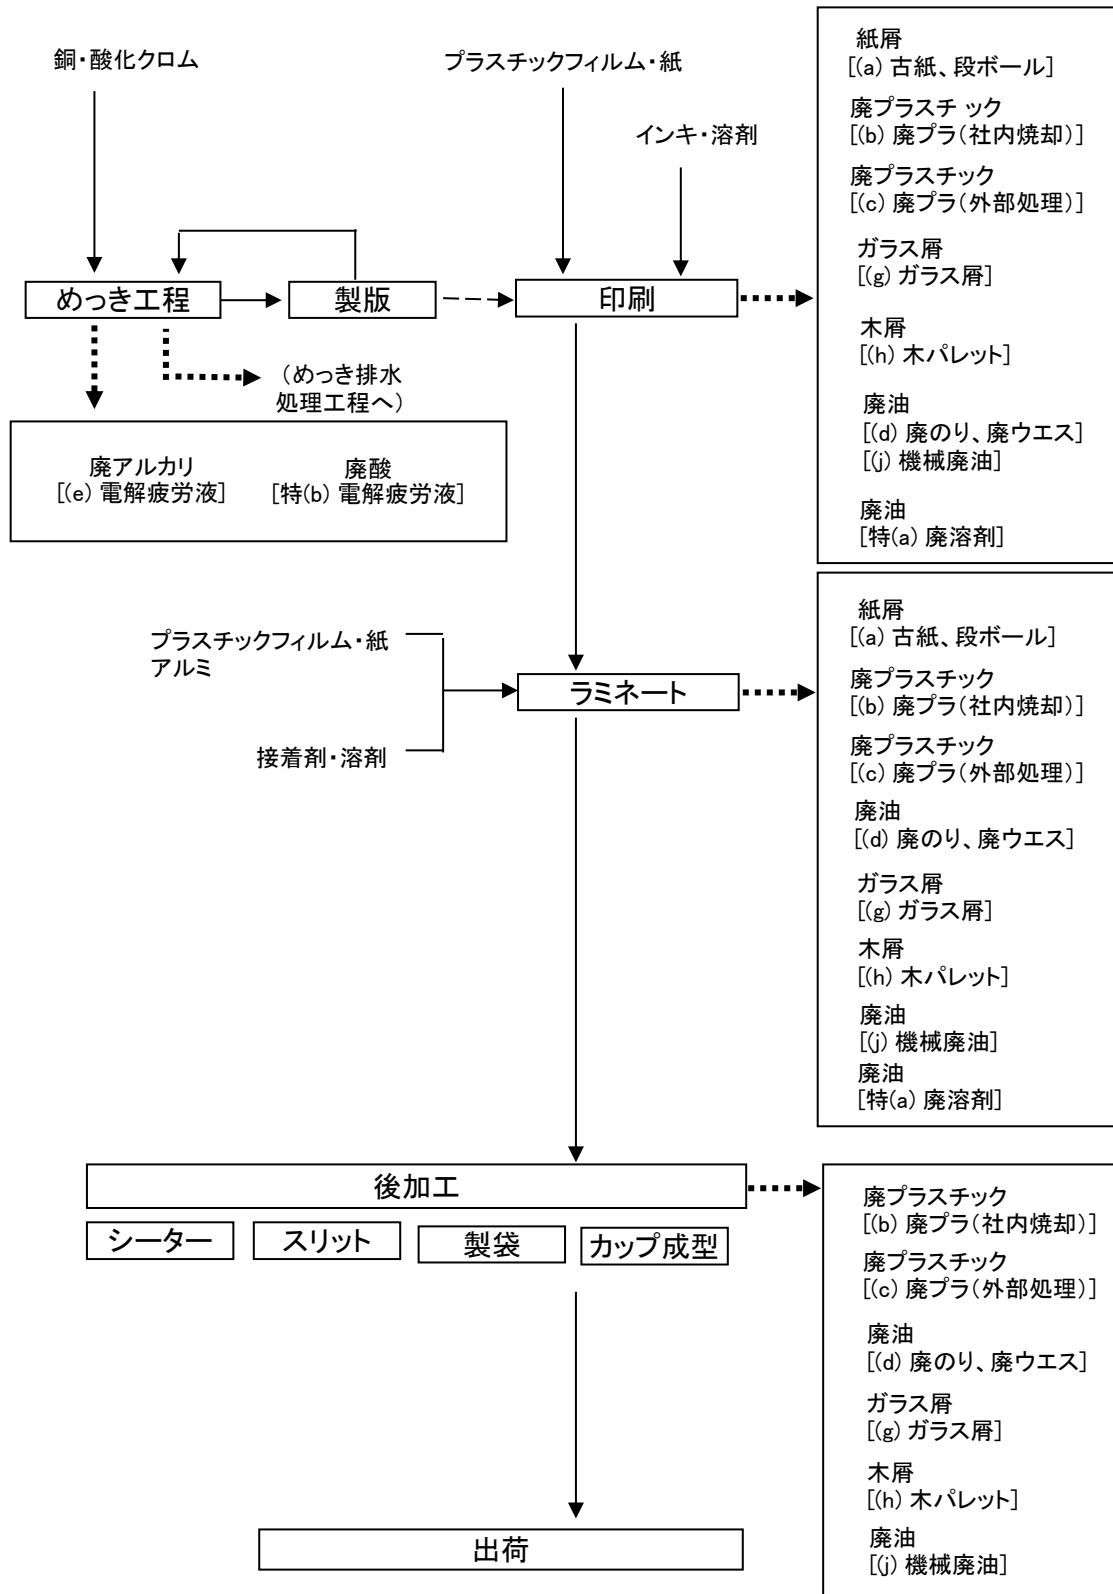 銅・酸化クロム
プラスチックフィルム・紙
インキ・溶剤
めっき工程
製版
印刷
(めっき排水
処理工程へ)
廃アルカリ
[(e) 電解疲労液]
廃酸
[特(b) 電解疲労液]
紙屑
[(a) 古紙、段ボール]
廃プラスチ ック
[(b) 廃プラ(社内焼却)]
廃プラスチック
[(c) 廃プラ(外部処理)]
ガラス屑
[(g) ガラス屑]
木屑
[(h) 木パレット]
廃油
[(d) 廃のり、廃ウエス]
[(j) 機械廃油]
廃油
[特(a) 廃溶剤]
プラスチックフィルム・紙
アルミ
接着剤・溶剤
ラミネート
紙屑
[(a) 古紙、段ボール]
廃プラスチック
[(b) 廃プラ(社内焼却)]
廃プラスチック
[(c) 廃プラ(外部処理)]
廃油
[(d) 廃のり、廃ウエス]
ガラス屑
[(g) ガラス屑]
木屑
[(h) 木パレット]
廃油
[(j) 機械廃油]
廃油
[特(a) 廃溶剤]
後加工
シーター
スリット
製袋
カップ成型
廃プラスチック
[(b) 廃プラ(社内焼却)]
廃プラスチック
[(c) 廃プラ(外部処理)]
廃油
[(d) 廃のり、廃ウエス]
ガラス屑
[(g) ガラス屑]
木屑
[(h) 木パレット]
廃油
[(j) 機械廃油]
出荷